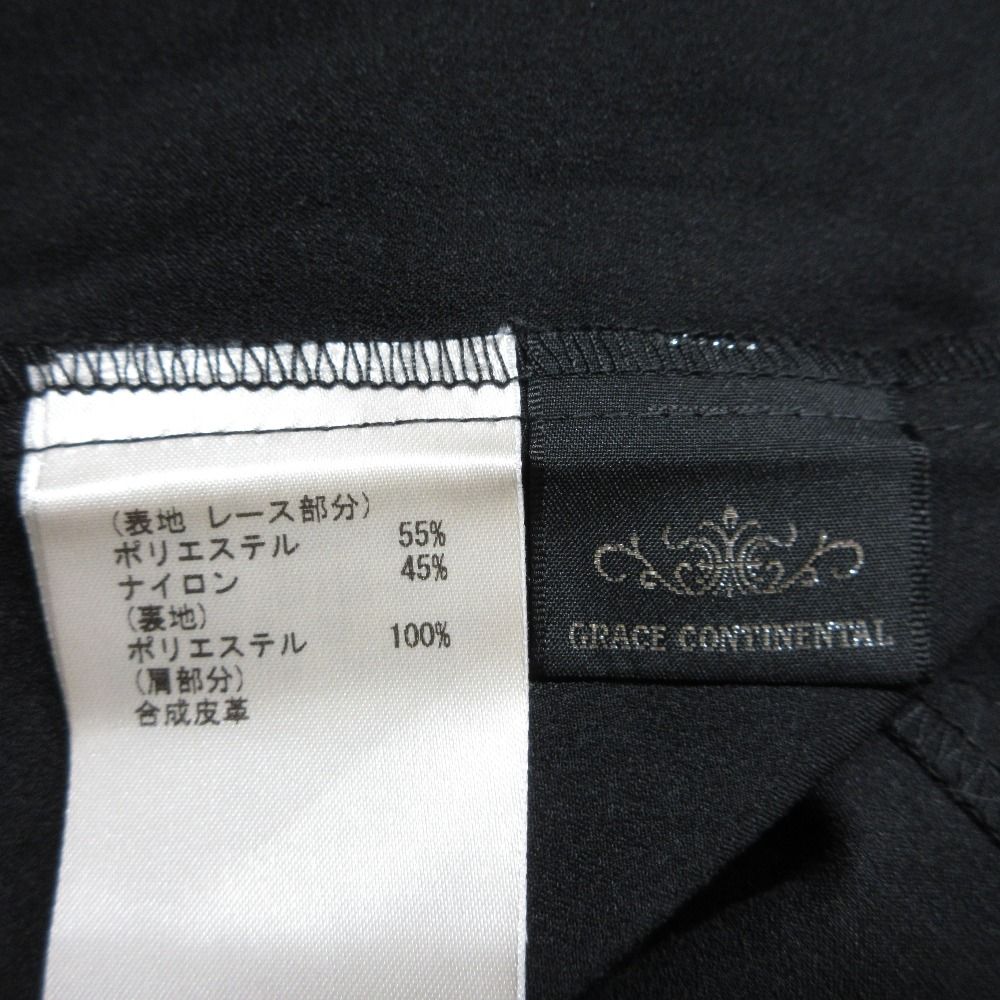 (表地 レース部分)
ポリエステル 55%
ナイロン 45%
(裏地)
ポリエステル 100%
(肩部分)
合成皮革
GRACE CONTINENTAL